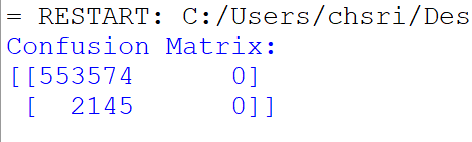 = RESTART: C:/Users/chsri/Des
Confusion Matrix:
[[553574      0]
 [  2145      0]]